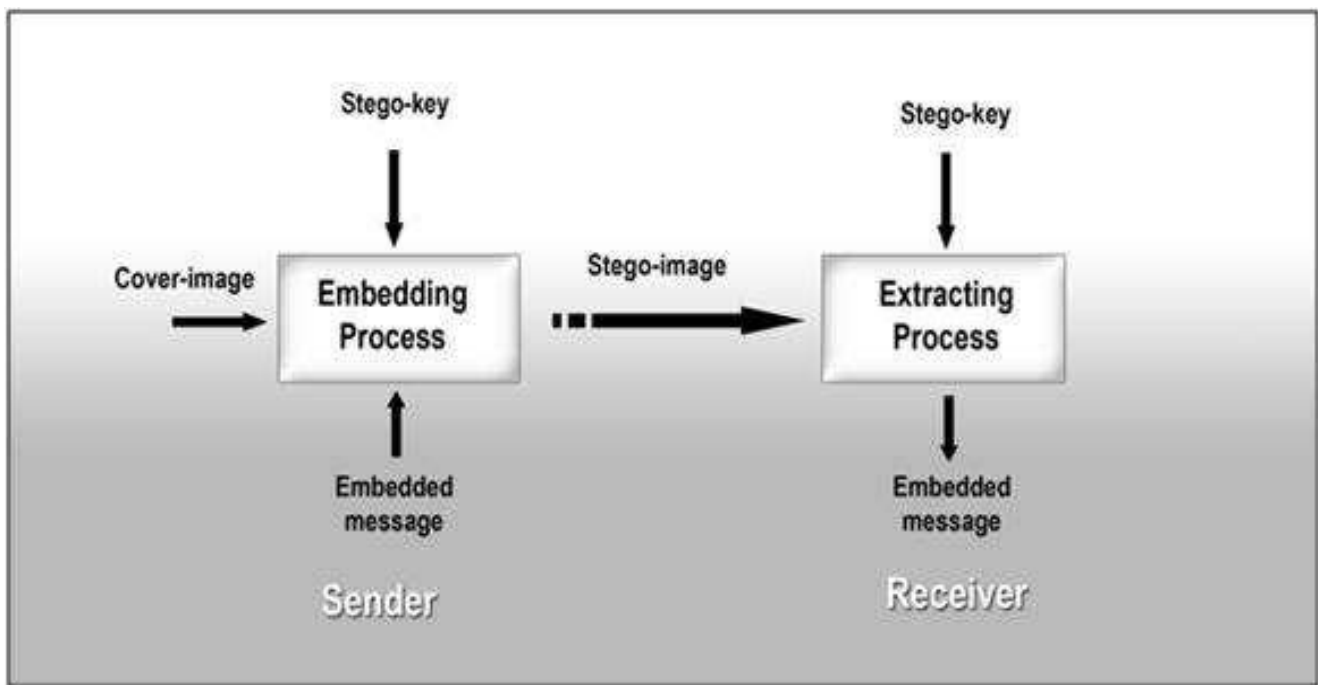 Stego-key
Stego-key
Cover-image
Embedding
Process
Stego-image
Extracting
Process
Embedded
message
Embedded
message
Sender
Receiver